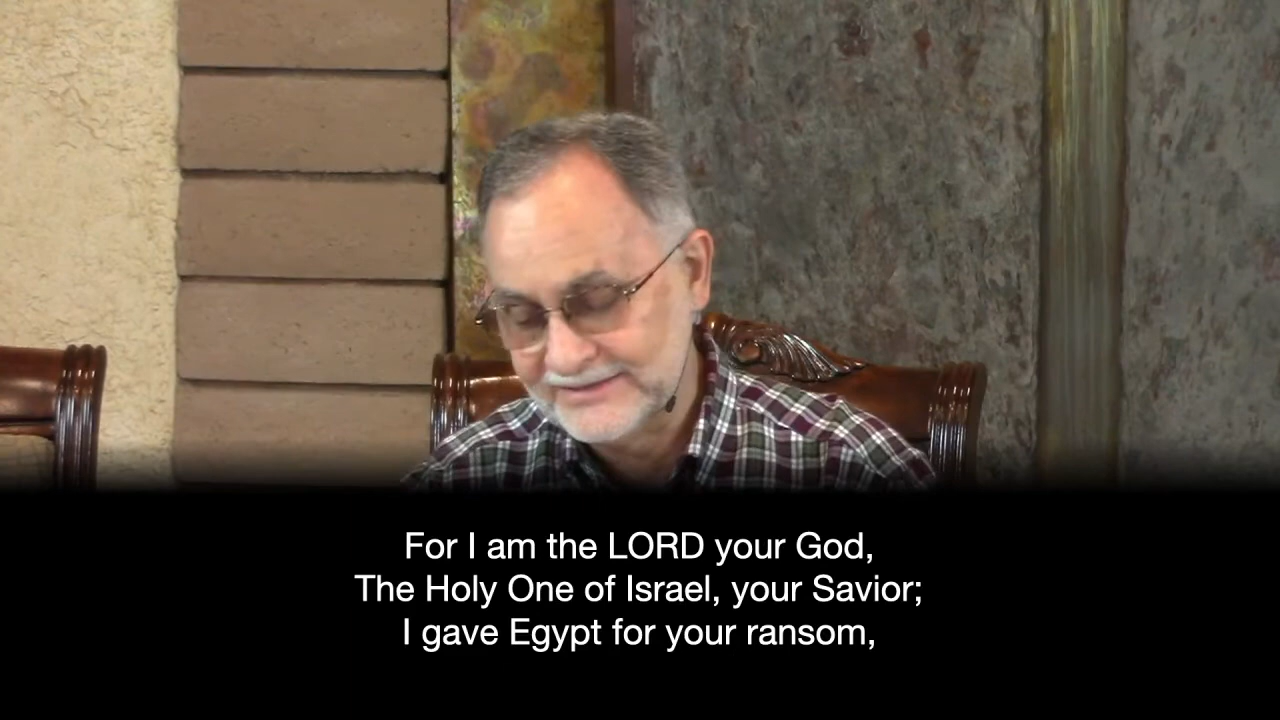 For I am the LORD your God,
The Holy One of Israel, your Savior;
I gave Egypt for your ransom,